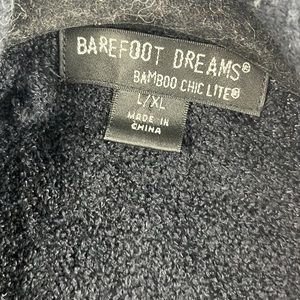 BAREFOOT DREAMS®
BAMBOO CHIC LITE®
L/XL
MADE IN
CHINA